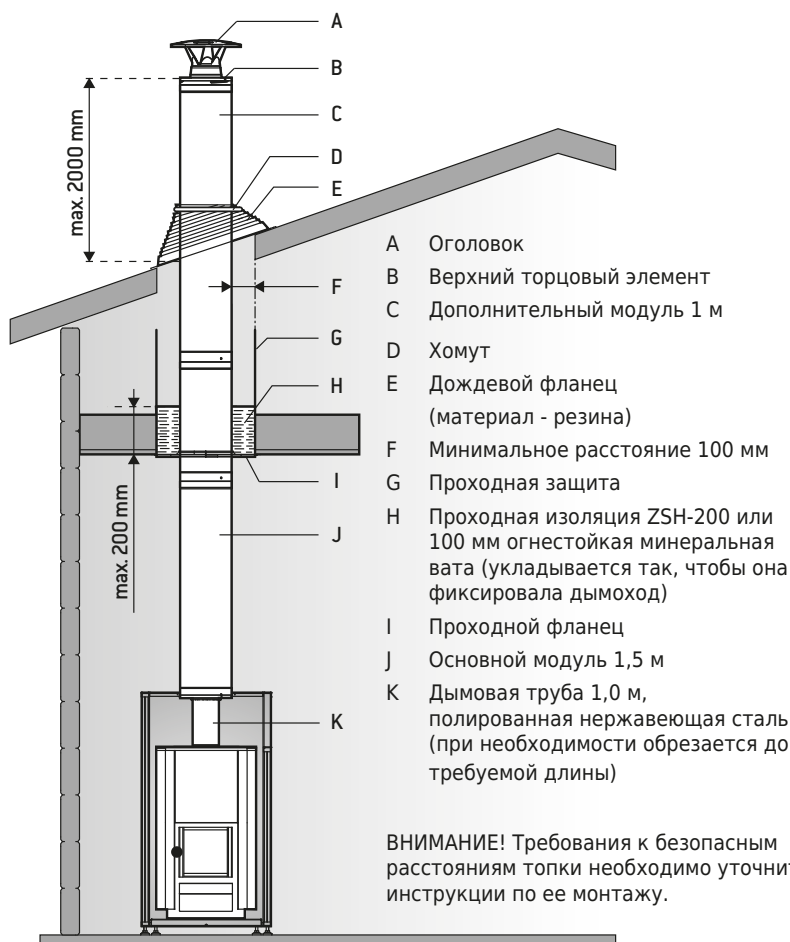 A
B
C
D
E
F
G
H
I
J
K
max. 2000 mm
max. 200 mm
A Оголовок
B Верхний торцовый элемент
C Дополнительный модуль 1 м
D Хомут
E Дождевой фланец
(материал - резина)
F Минимальное расстояние 100 мм
G Проходная защита
H Проходная изоляция ZSH-200 или
100 мм огнестойкая минеральная
вата (укладывается так, чтобы она
фиксировала дымоход)
I Проходной фланец
J Основной модуль 1,5 м
K Дымовая труба 1,0 м,
полированная нержавеющая сталь
(при необходимости обрезается до
требуемой длины)
ВНИМАНИЕ! Требования к безопасным
расстояниям топки необходимо
инструкции по ее монтажу.